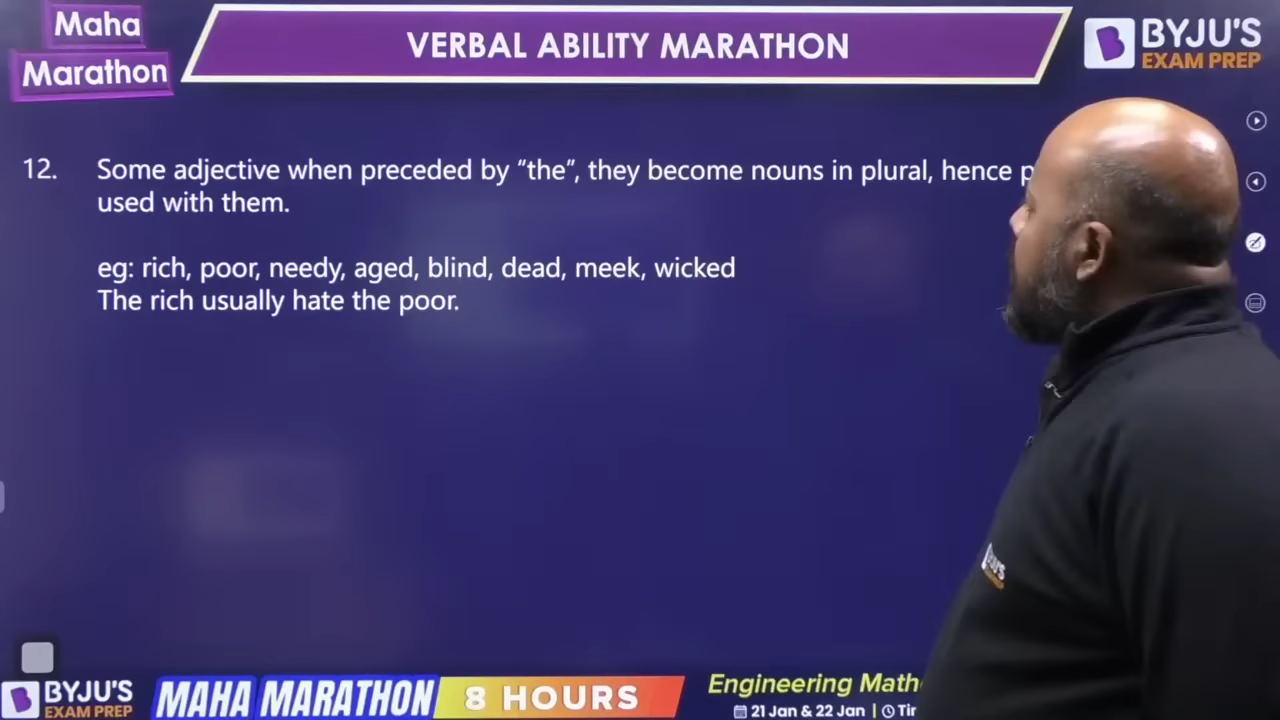 Maha
Marathon
VERBAL ABILITY MARATHON
BYJU'S
EXAM PREP
12. Some adjective when preceded by “the”, they become nouns in plural, hence
used with them.
eg: rich, poor, needy, aged, blind, dead, meek, wicked
The rich usually hate the poor.
BYJU'S
BYJU'S
EXAM PREP
MAHA MARATHON
8 HOURS
Engineering
21 Jan & 22 Jan |